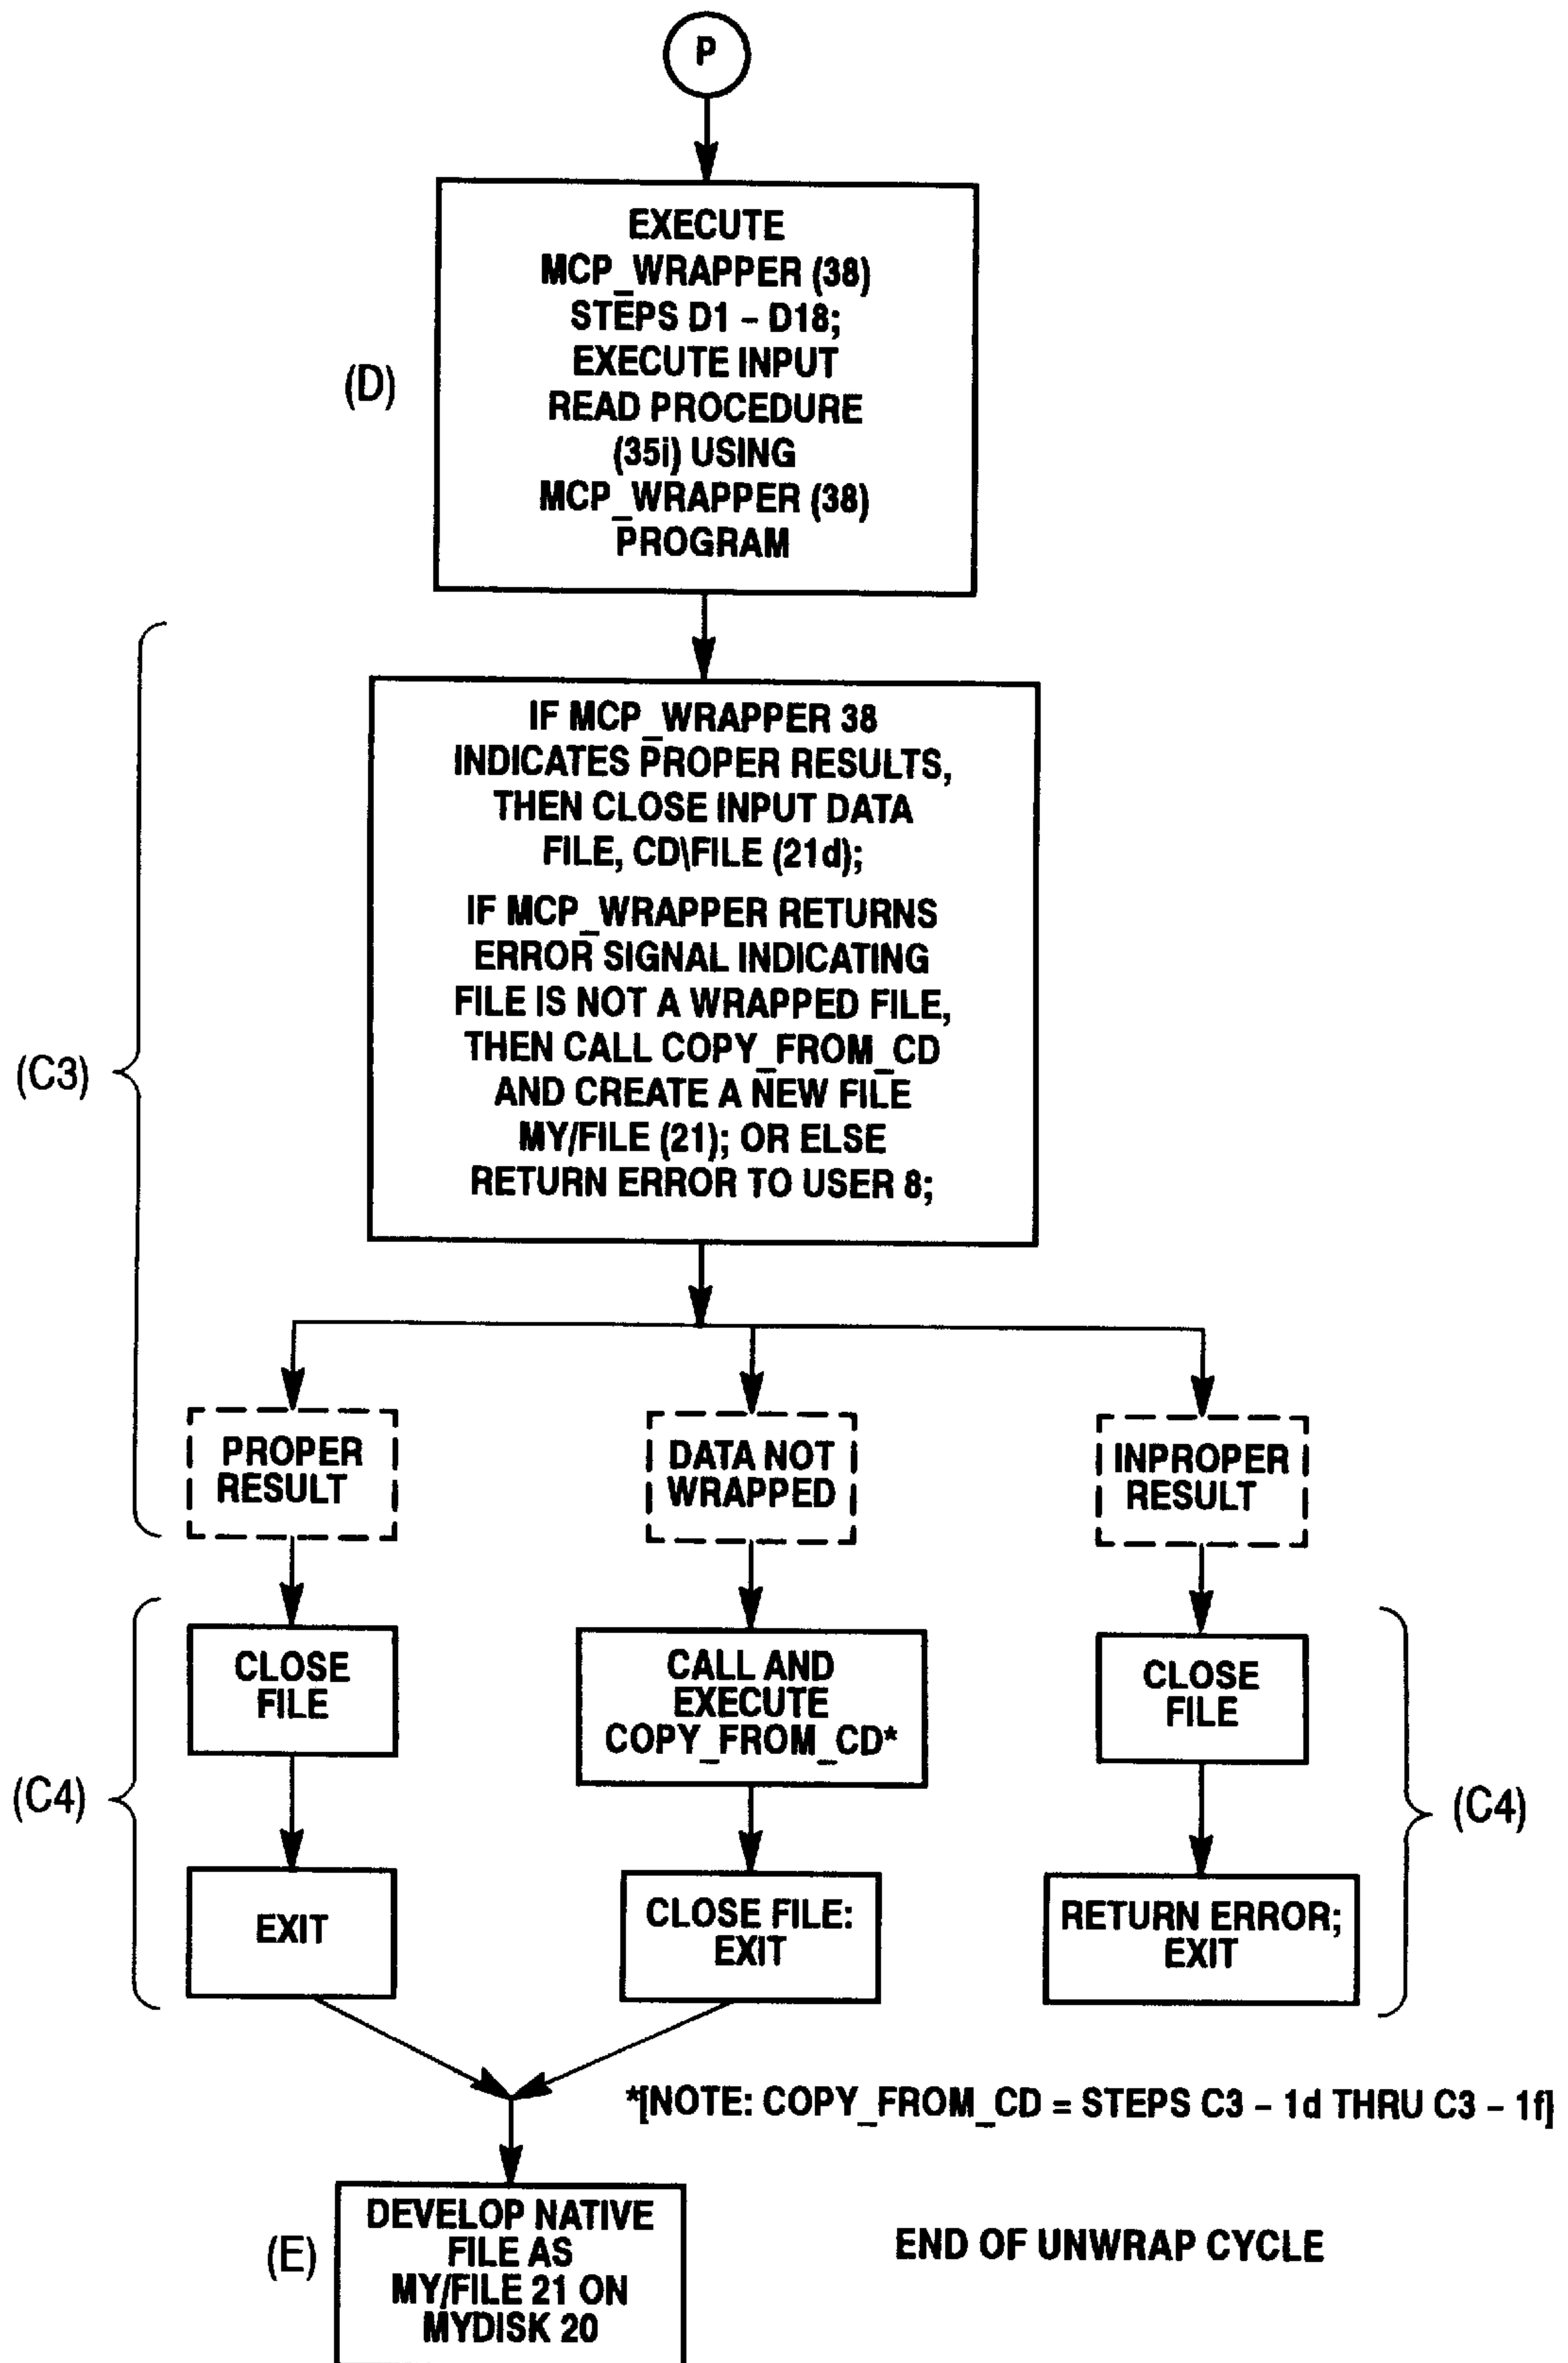 P
EXECUTE
MCP_WRAPPER (38)
STEPS D1 – D18;
EXECUTE INPUT
READ PROCEDURE
(35i) USING
MCP_WRAPPER (38)
PROGRAM
(D)
IF MCP_WRAPPER 38
INDICATES PROPER RESULTS,
THEN CLOSE INPUT DATA
FILE, CD\FILE (21d);
IF MCP_WRAPPER RETURNS
ERROR SIGNAL INDICATING
FILE IS NOT A WRAPPED FILE,
THEN CALL COPY_FROM_CD
AND CREATE A NEW FILE
MY/FILE (21); OR ELSE
RETURN ERROR TO USER 8;
(C3)
PROPER
RESULT
DATA NOT
WRAPPED
INPROPER
RESULT
CLOSE
FILE
CALL AND
EXECUTE
COPY_FROM_CD*
CLOSE
FILE
(C4)
(C4)
EXIT
CLOSE FILE:
EXIT
RETURN ERROR;
EXIT
*[NOTE: COPY_FROM_CD = STEPS C3 – 1d THRU C3 – 1f]
(E)
DEVELOP NATIVE
FILE AS
MY/FILE 21 ON
MYDISK 20
END OF UNWRAP CYCLE